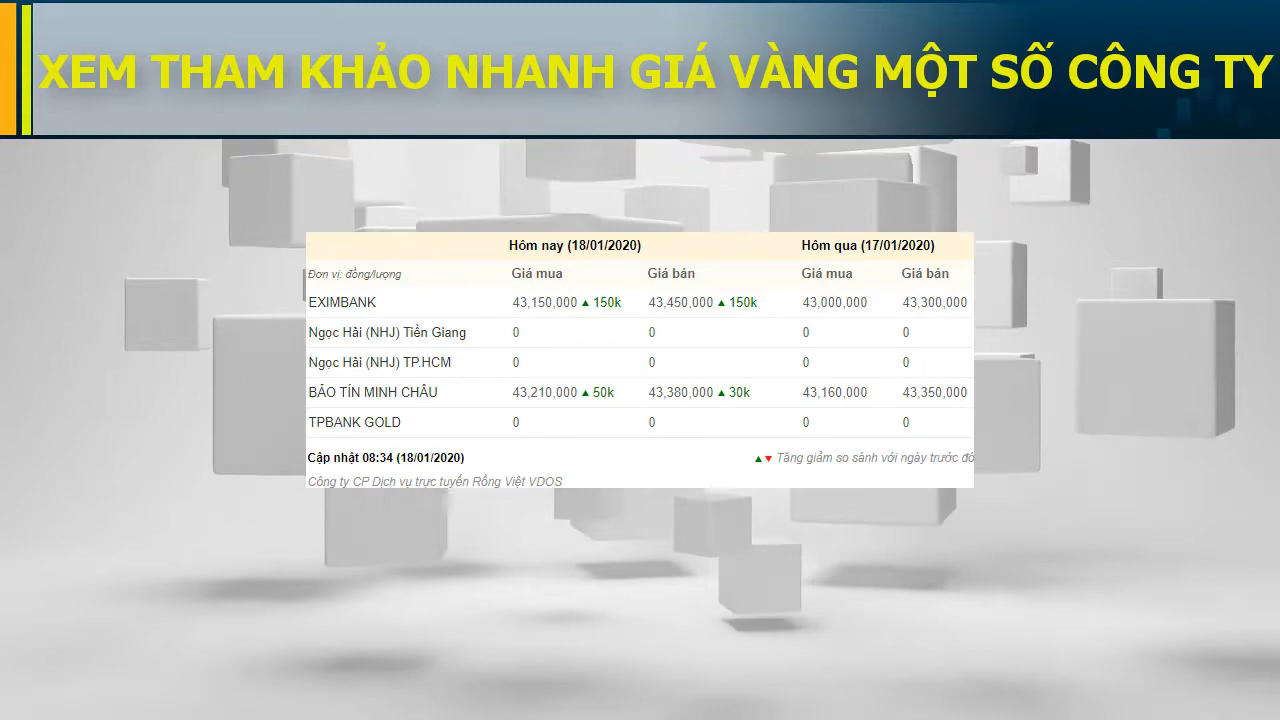 XEM THAM KHẢO NHANH GIÁ VÀNG MỘT SỐ CÔNG TY
Hôm nay (18/01/2020) Hôm qua (17/01/2020)
Đơn vị: đồng/lượng Giá mua Giá bán Giá mua Giá bán
EXIMBANK 43,150,000 ▲ 150k 43,450,000 ▲ 150k 43,000,000 43,300,000
Ngọc Hải (NHJ) Tiền Giang 0 0 0 0
Ngọc Hải (NHJ) TP.HCM 0 0 0 0
BẢO TÍN MINH CHÂU 43,210,000 ▲ 50k 43,380,000 ▲ 30k 43,160,000 43,350,000
TPBANK GOLD 0 0 0 0
Cập nhật 08:34 (18/01/2020) ▲▼ Tăng giảm so sánh với ngày trước đó
Công ty CP Dịch vụ trực tuyến Rồng Việt VDOS